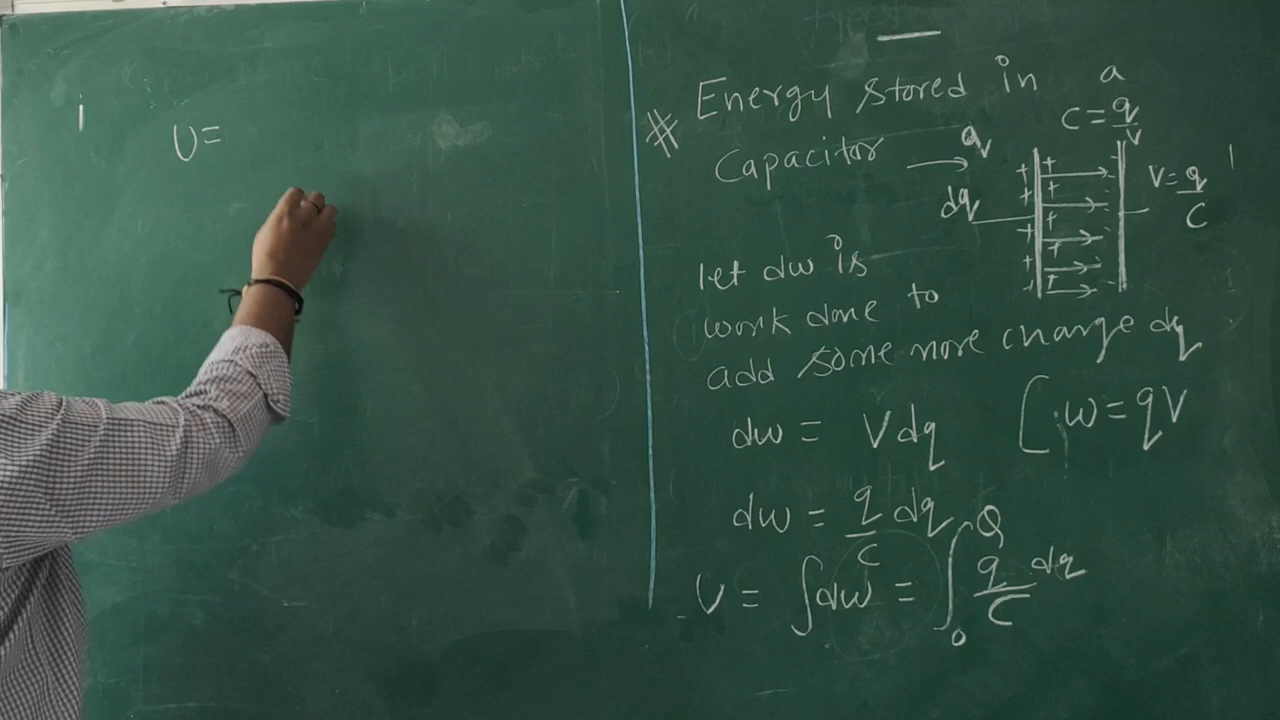 U=
# Energy stored in a
Capacitor
q
dq
C = q/V
V = q/C
let dw is
work done to
add some more change dq
dw = V dq [∵ w = qV
dw = q/C dq
U = ∫dw = ∫₀^Q q/C dq